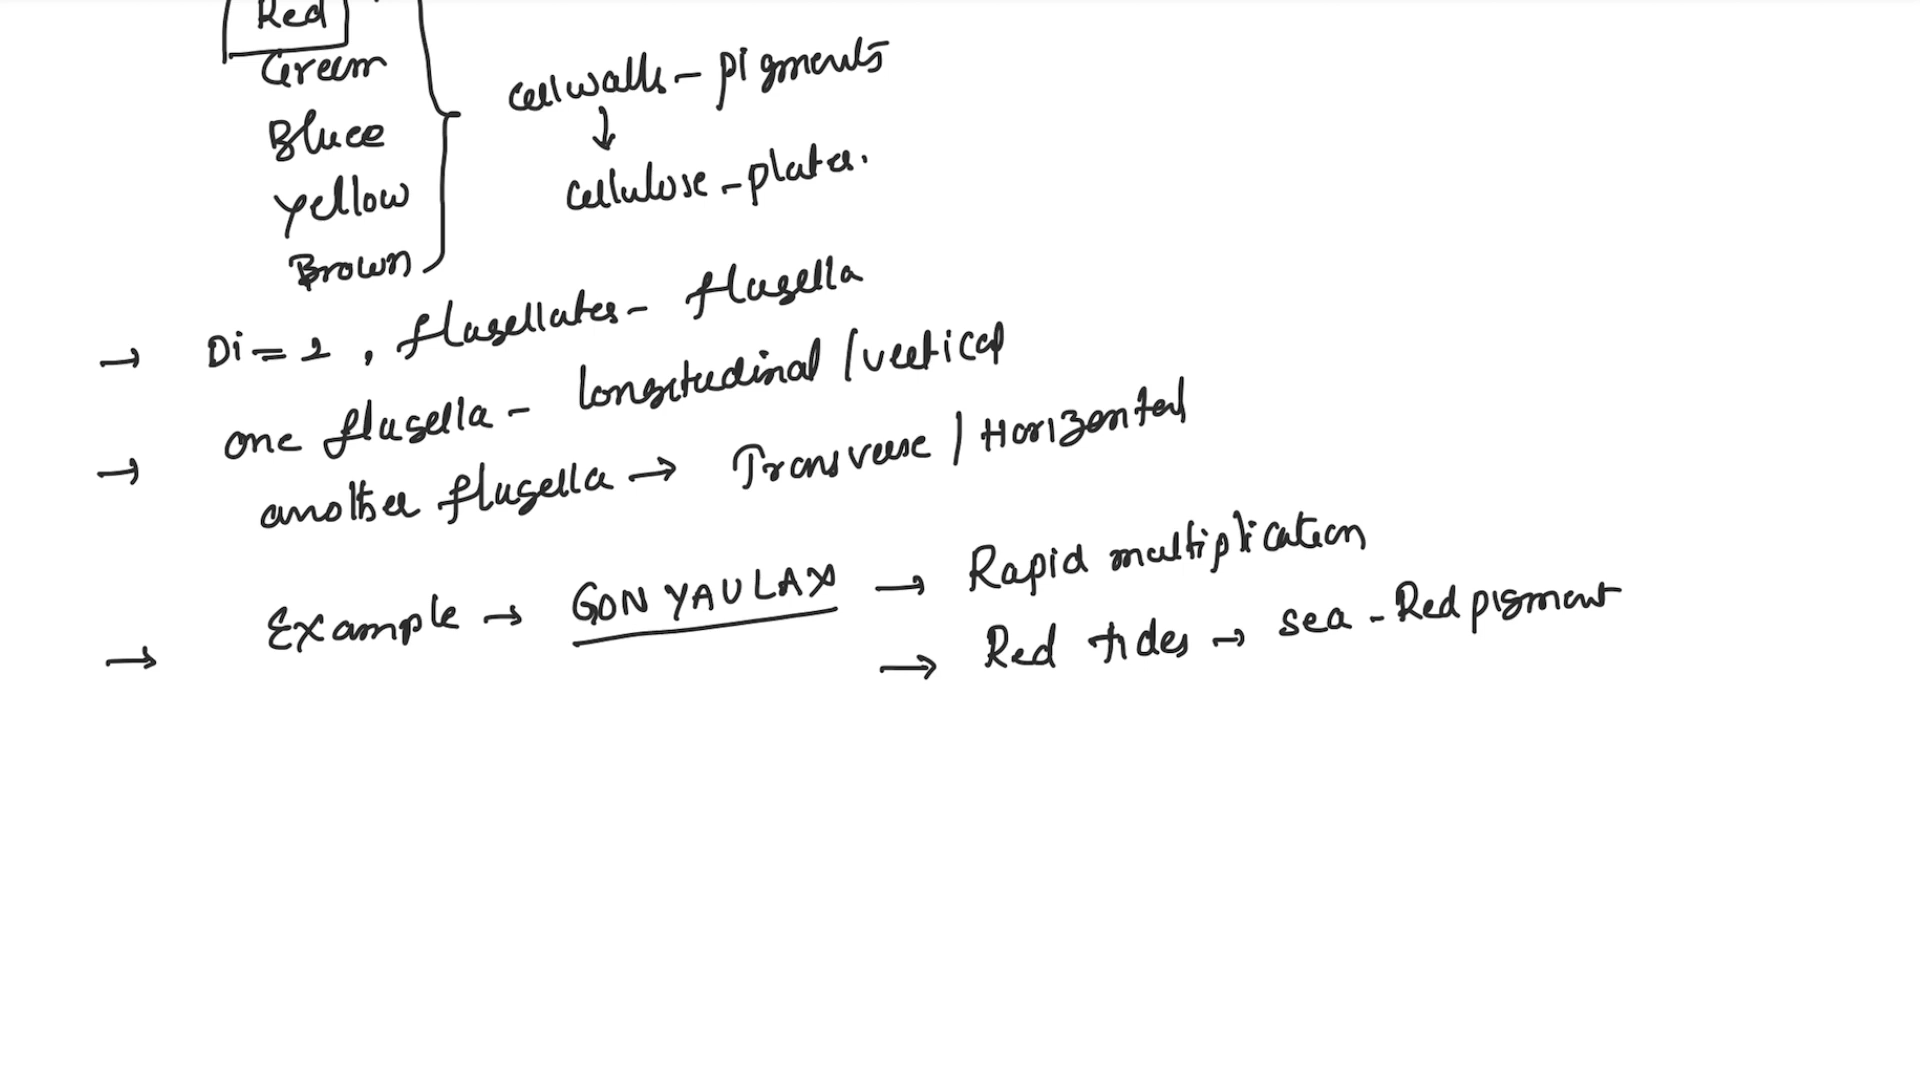 Red
Green
Bluee
Yellow
Brown
cellwalls - pigments
↓
cellulose - plates.
→ Di = 2 , flagellates - flagella
→ one flagella - longitudinal / vertical
another flagella → Transverse | Horizontal
→ Example → GONYAULAX → Rapid multiplication
→ Red tides → sea - Red pigment